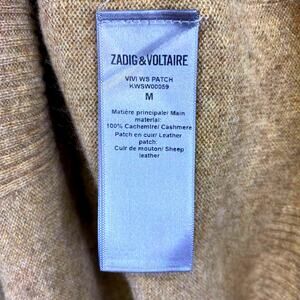 ZADIG&VOLTAIRE
VIVI WS PATCH
KWSW00059
M
Matière principale/ Main
material:
100% Cachemire/ Cashmere
Patch en cuir/ Leather
patch:
Cuir de mouton/ Sheep
leather